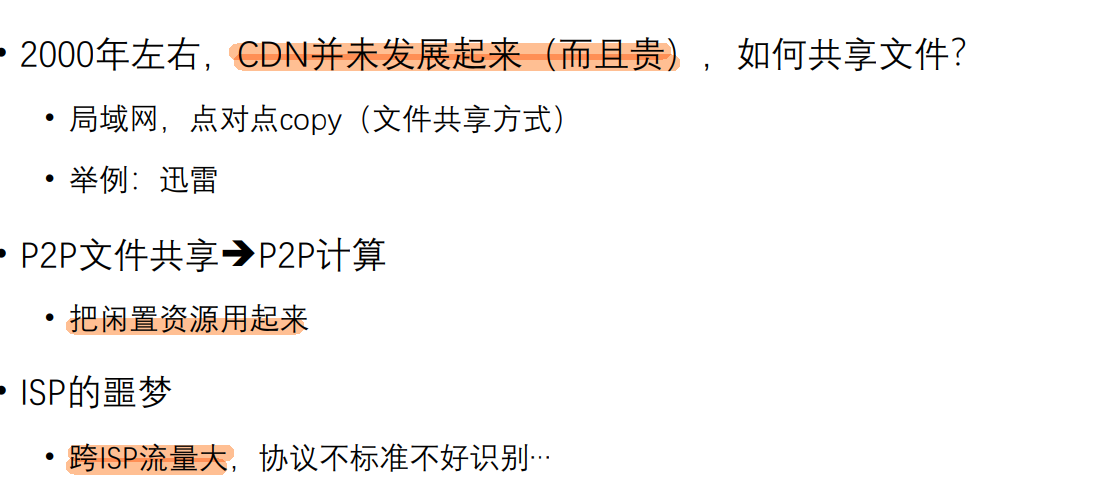 • 2000年左右，CDN并未发展起来（而且贵），如何共享文件？
• 局域网，点对点copy（文件共享方式）
• 举例：迅雷
• P2P文件共享➔P2P计算
• 把闲置资源用起来
• ISP的噩梦
• 跨ISP流量大，协议不标准不好识别…